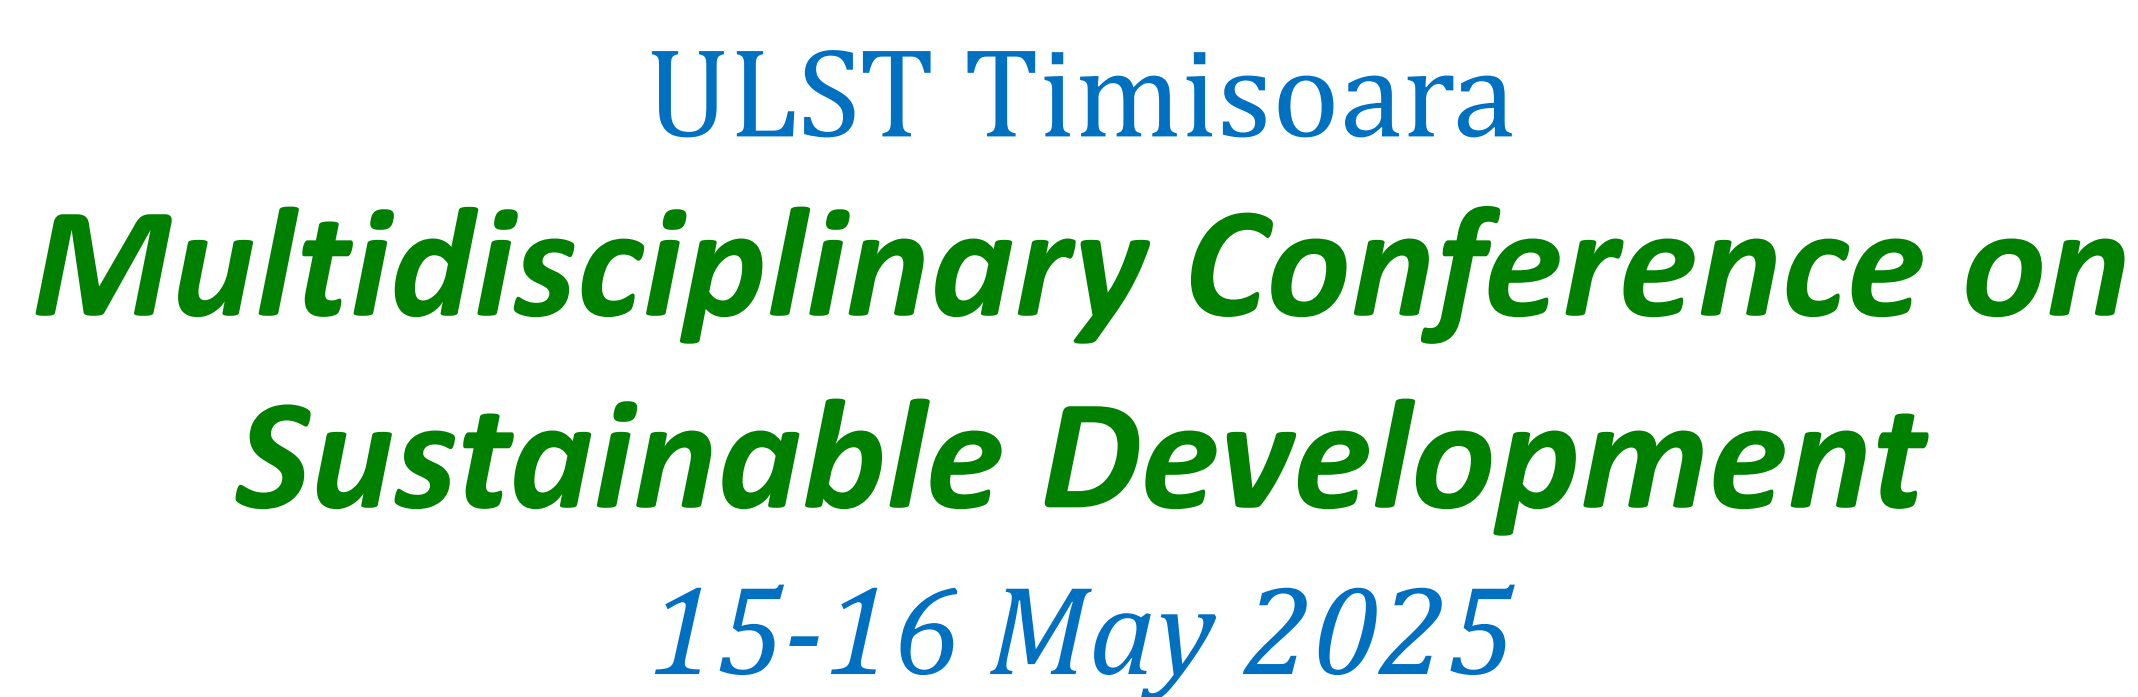 ULST Timisoara
Multidisciplinary Conference on
Sustainable Development
15-16 May 2025